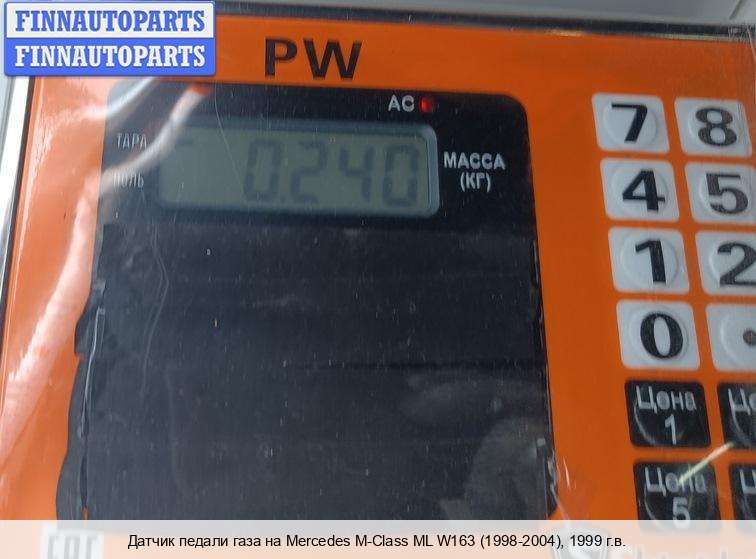 FINNAUTOPARTS
FINNAUTOPARTS
PW
AC
ТАРА
НОЛЬ
0.240
МАССА
(КГ)
7 8
4 5
1 2
0
Цена
1
Цена
5
Датчик педали газа на Mercedes M-Class ML W163 (1998-2004), 1999 г.в.